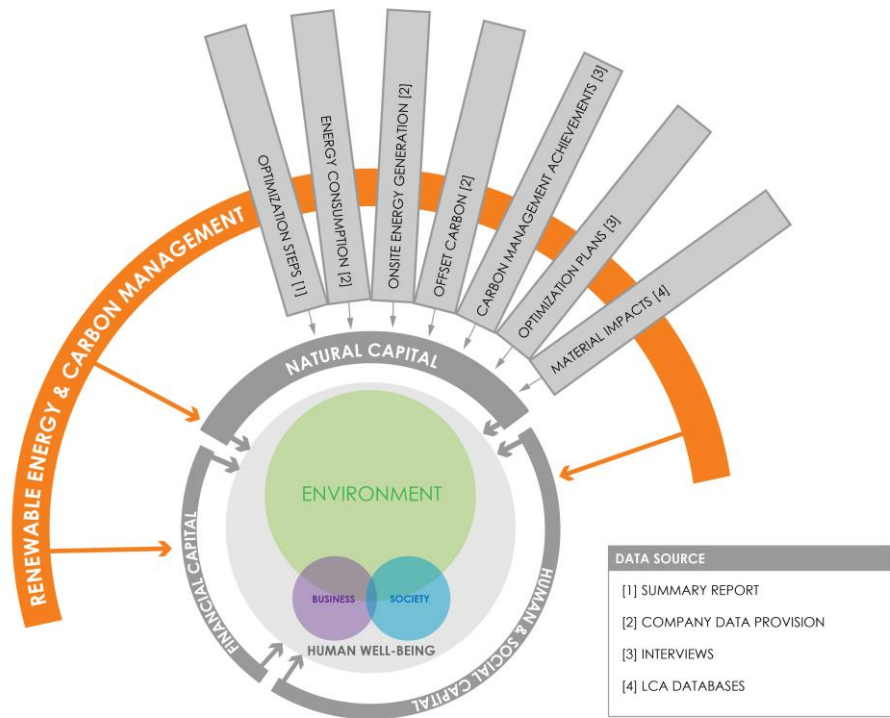 RENEWABLE ENERGY & CARBON MANAGEMENT
OPTIMIZATION STEPS [1]
ENERGY CONSUMPTION [2]
ONSITE ENERGY GENERATION [2]
OFFSET CARBON [2]
CARBON MANAGEMENT ACHIEVEMENTS [3]
OPTIMIZATION PLANS [3]
MATERIAL IMPACTS [4]
NATURAL CAPITAL
FINANCIAL CAPITAL
HUMAN & SOCIAL CAPITAL
ENVIRONMENT
BUSINESS
SOCIETY
HUMAN WELL-BEING
DATA SOURCE
[1] SUMMARY REPORT
[2] COMPANY DATA PROVISION
[3] INTERVIEWS
[4] LCA DATABASES